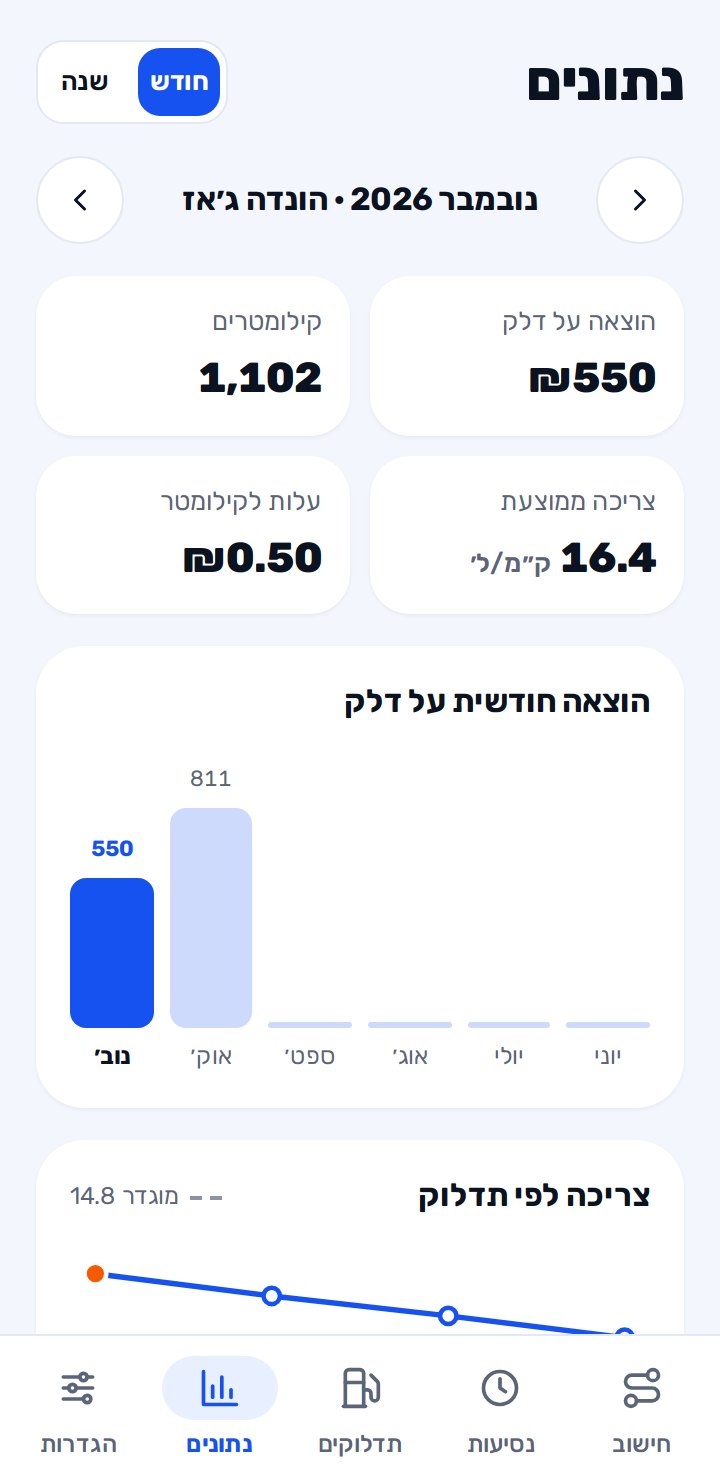 נתונים
חודש
שנה
נובמבר 2026 • הונדה ג׳אז
הוצאה על דלק
₪550
קילומטרים
1,102
צריכה ממוצעת
16.4 ק״מ/ל׳
עלות לקילומטר
₪0.50
הוצאה חודשית על דלק
811
550
יוני
יולי
אוג׳
ספט׳
אוק׳
נוב׳
צריכה לפי תדלוק
מוגדר 14.8
חישוב
נסיעות
תדלוקים
נתונים
הגדרות